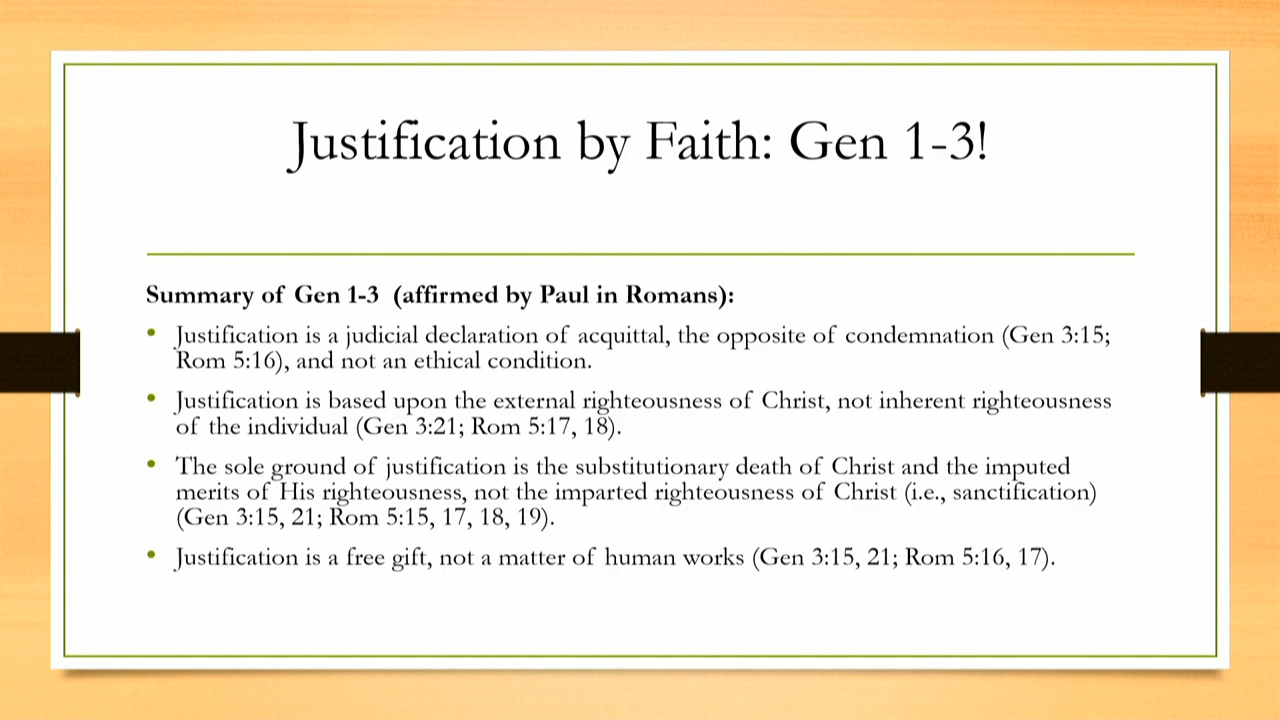 Justification by Faith: Gen 1-3!
Summary of Gen 1-3 (affirmed by Paul in Romans):
• Justification is a judicial declaration of acquittal, the opposite of condemnation (Gen 3:15;
Rom 5:16), and not an ethical condition.
• Justification is based upon the external righteousness of Christ, not inherent righteousness
of the individual (Gen 3:21; Rom 5:17, 18).
• The sole ground of justification is the substitutionary death of Christ and the imputed
merits of His righteousness, not the imparted righteousness of Christ (i.e., sanctification)
(Gen 3:15, 21; Rom 5:15, 17, 18, 19).
• Justification is a free gift, not a matter of human works (Gen 3:15, 21; Rom 5:16, 17).